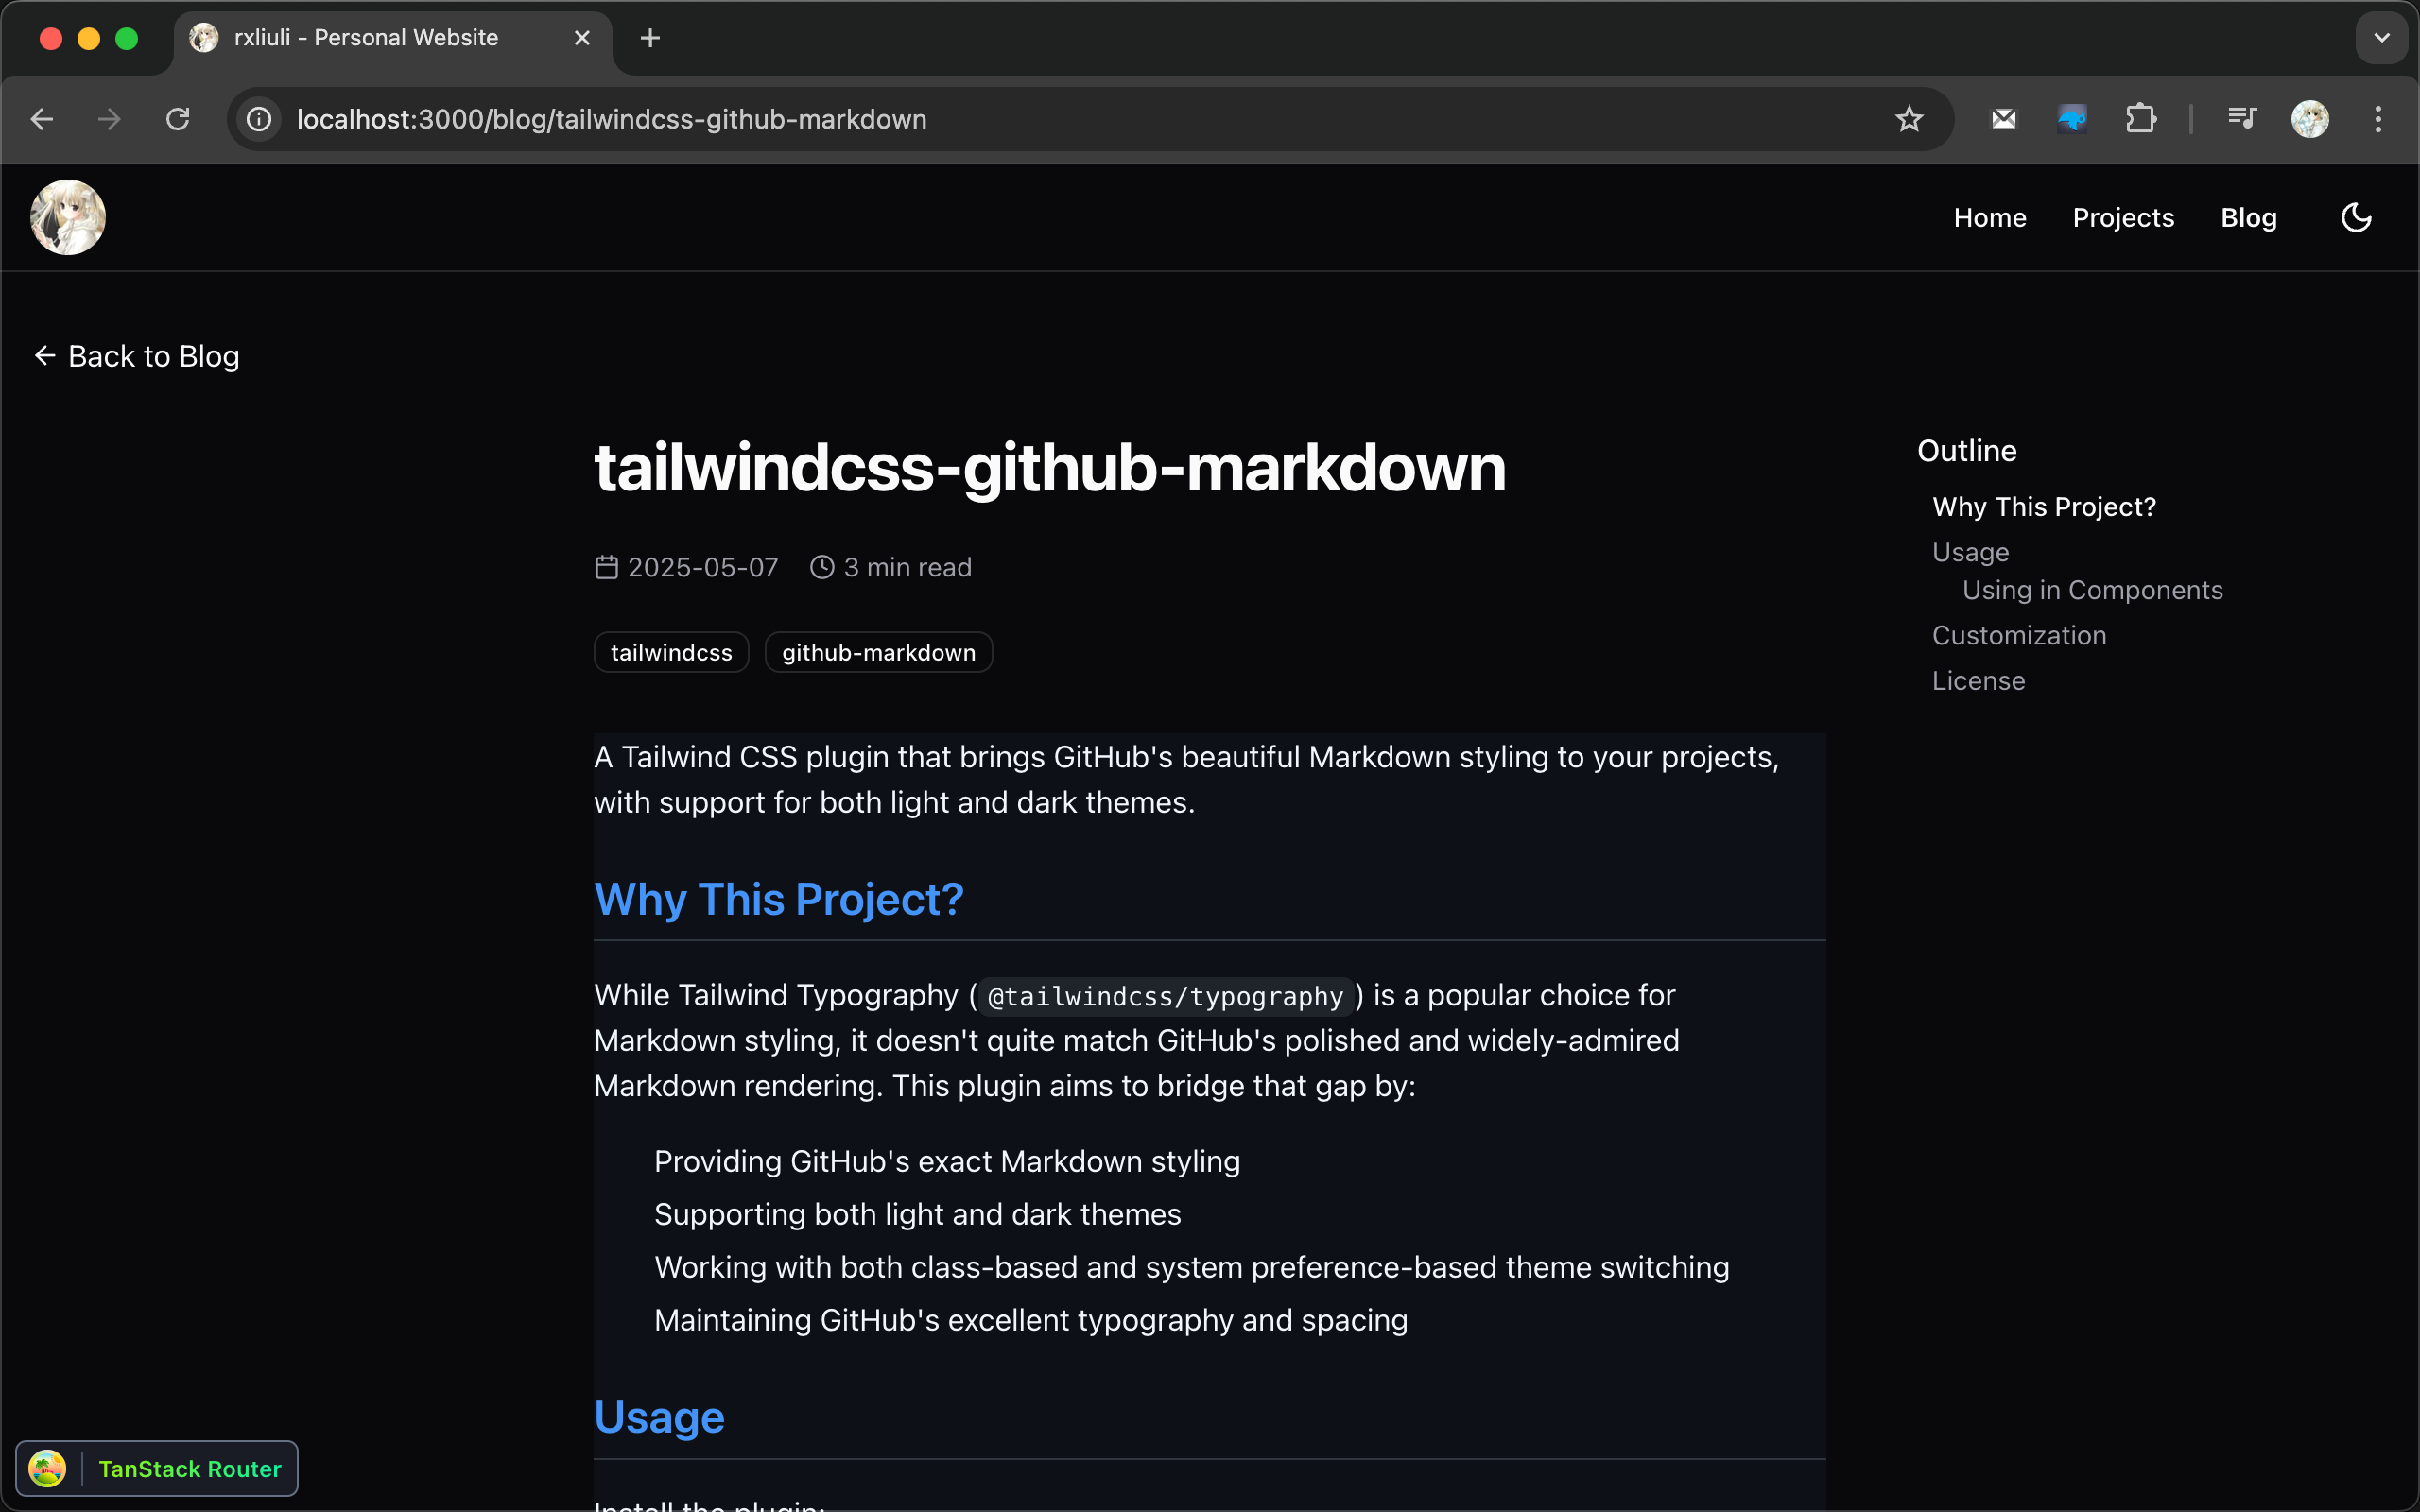 rxliuli - Personal Website
localhost:3000/blog/tailwindcss-github-markdown
Home
Projects
Blog
Back to Blog
tailwindcss-github-markdown
2025-05-07
3 min read
tailwindcss
github-markdown
Outline
Why This Project?
Usage
Using in Components
Customization
License
A Tailwind CSS plugin that brings GitHub's beautiful Markdown styling to your projects,
with support for both light and dark themes.
Why This Project?
While Tailwind Typography (@tailwindcss/typography) is a popular choice for
Markdown styling, it doesn't quite match GitHub's polished and widely-admired
Markdown rendering. This plugin aims to bridge that gap by:
Providing GitHub's exact Markdown styling
Supporting both light and dark themes
Working with both class-based and system preference-based theme switching
Maintaining GitHub's excellent typography and spacing
Usage
Install the plugin:
TanStack Router